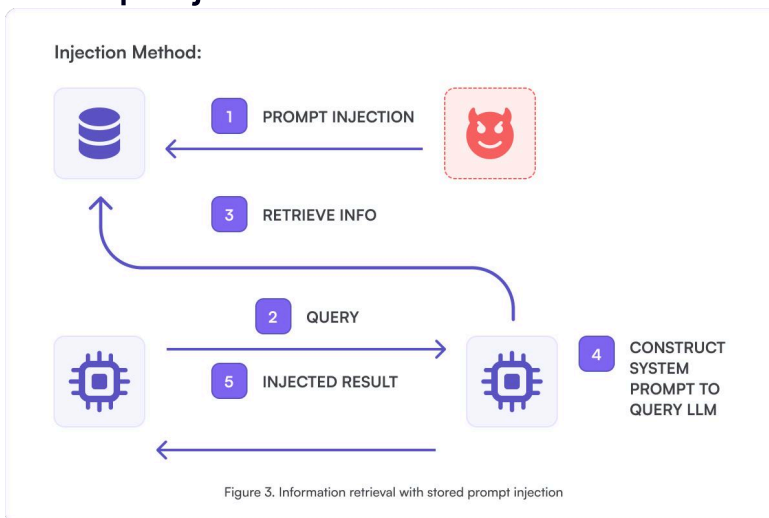 Injection Method:
1 PROMPT INJECTION
3 RETRIEVE INFO
2 QUERY
5 INJECTED RESULT
4 CONSTRUCT
SYSTEM
PROMPT TO
QUERY LLM
Figure 3. Information retrieval with stored prompt injection